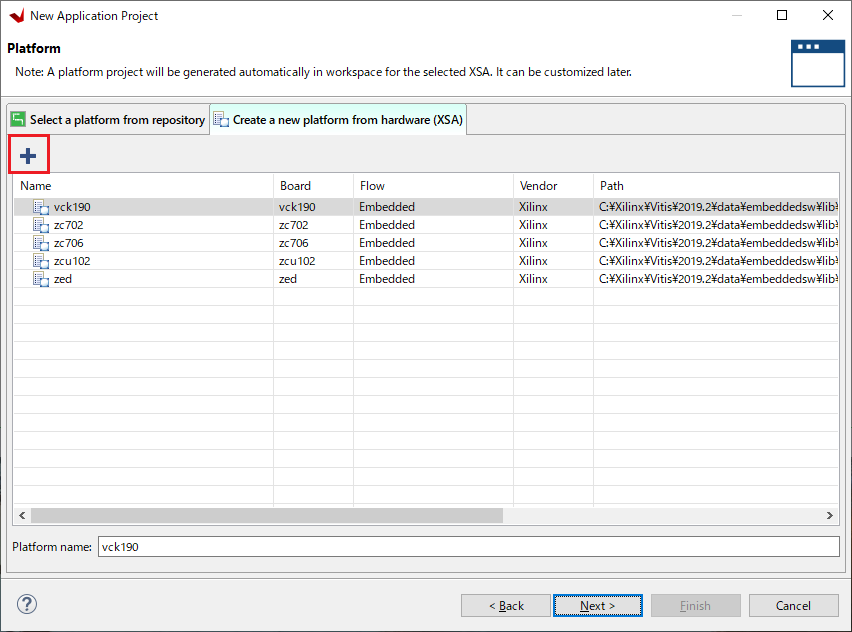 New Application Project
Platform
Note: A platform project will be generated automatically in workspace for the selected XSA. It can be customized later.
Select a platform from repository Create a new platform from hardware (XSA)
Name Board Flow Vendor Path
vck190 vck190 Embedded Xilinx C:¥Xilinx¥Vitis¥2019.2¥data¥embeddedsw¥lib¥
zc702 zc702 Embedded Xilinx C:¥Xilinx¥Vitis¥2019.2¥data¥embeddedsw¥lib¥
zc706 zc706 Embedded Xilinx C:¥Xilinx¥Vitis¥2019.2¥data¥embeddedsw¥lib¥
zcu102 zcu102 Embedded Xilinx C:¥Xilinx¥Vitis¥2019.2¥data¥embeddedsw¥lib¥
zed zed Embedded Xilinx C:¥Xilinx¥Vitis¥2019.2¥data¥embeddedsw¥lib¥
Platform name: vck190
? < Back Next > Finish Cancel